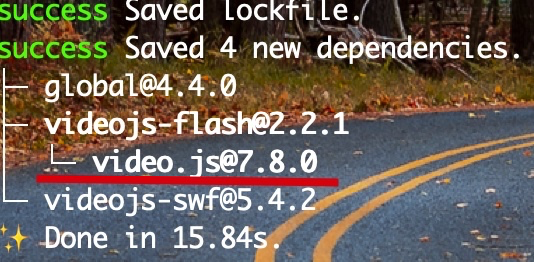 success Saved lockfile.
success Saved 4 new dependencies.
├─ global@4.4.0
├─ videojs-flash@2.2.1
│  └─ video.js@7.8.0
└─ videojs-swf@5.4.2
✨ Done in 15.84s.